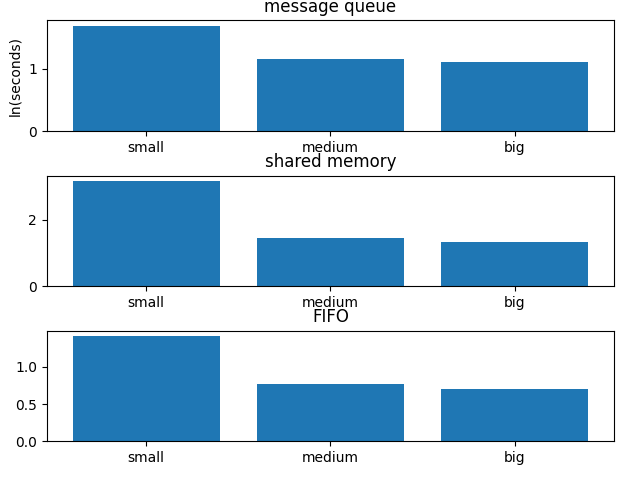 message queue
ln(seconds)
1
0
small medium big
shared memory
2
0
small medium big
FIFO
1.0
0.5
0.0
small medium big